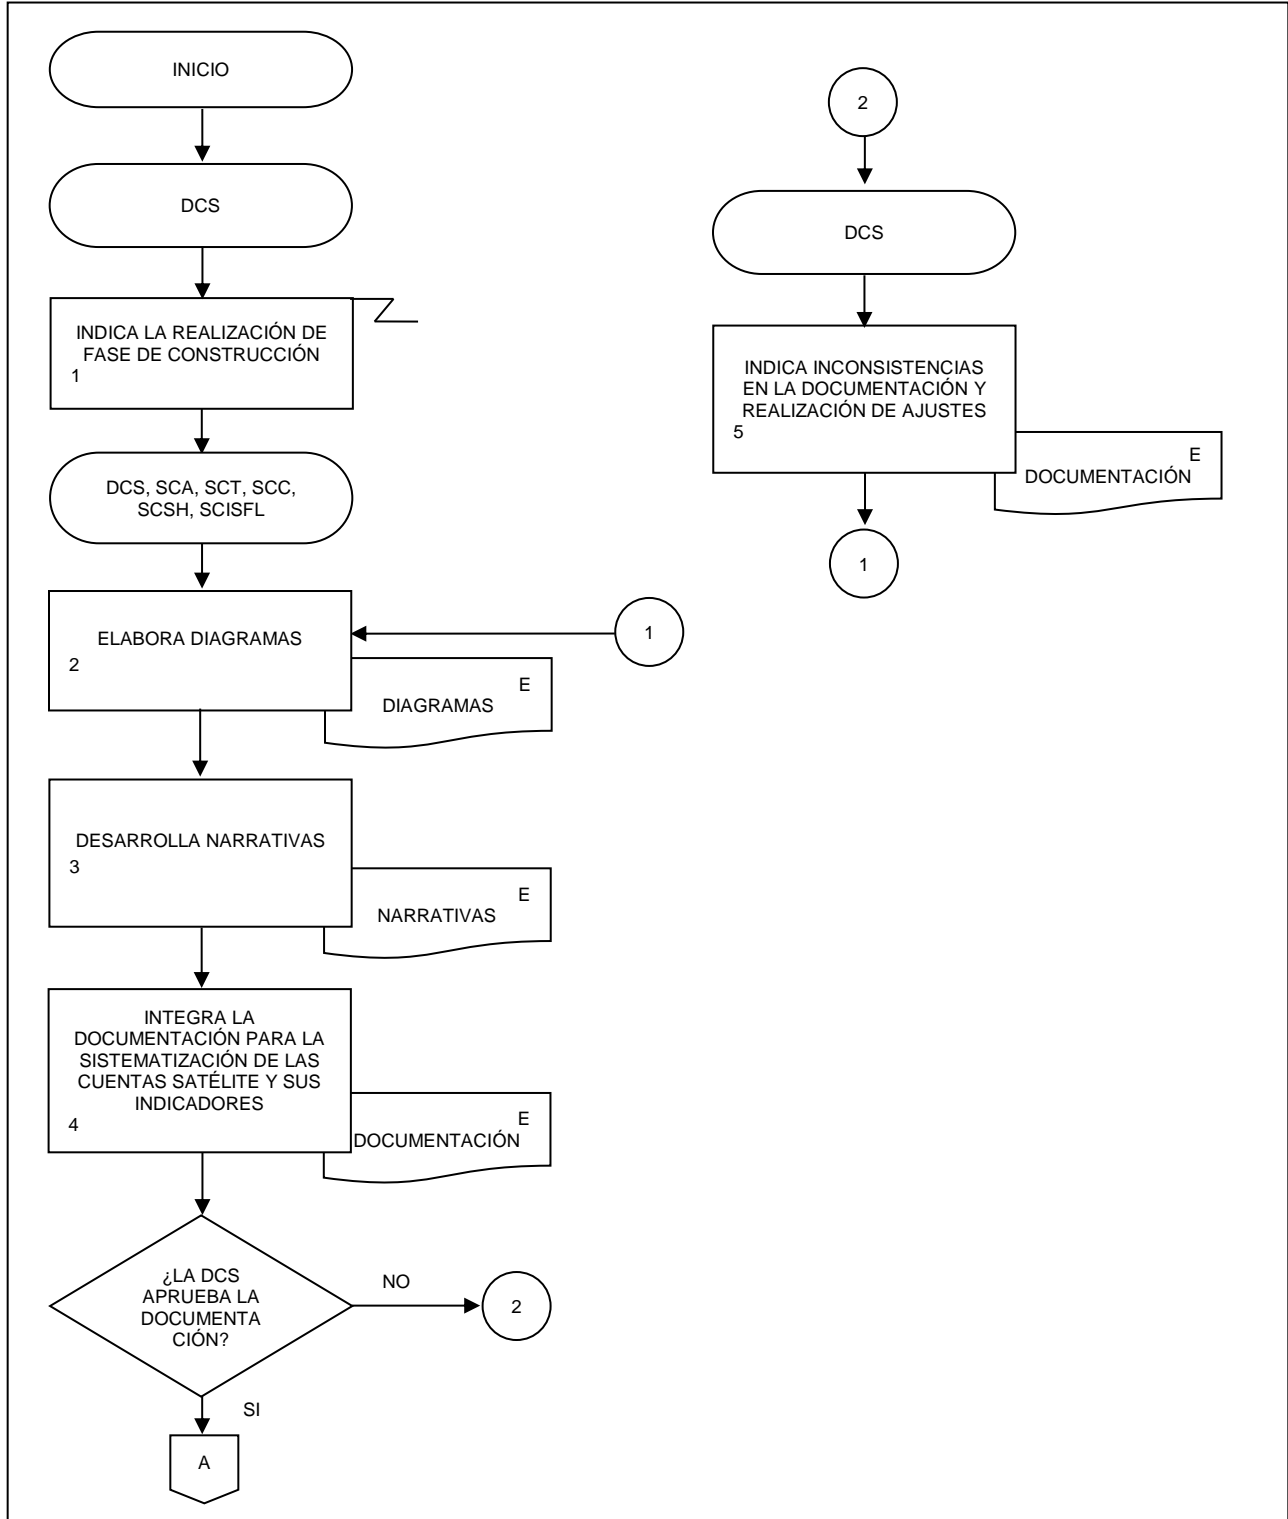 INICIO
DCS
INDICA LA REALIZACIÓN DE
FASE DE CONSTRUCCIÓN
1
DCS, SCA, SCT, SCC,
SCSH, SCISFL
ELABORA DIAGRAMAS
2
1
E
DIAGRAMAS
DESARROLLA NARRATIVAS
3
E
NARRATIVAS
INTEGRA LA
DOCUMENTACIÓN PARA LA
SISTEMATIZACIÓN DE LAS
CUENTAS SATÉLITE Y SUS
INDICADORES
4
E
DOCUMENTACIÓN
¿LA DCS
APRUEBA LA
DOCUMENTA
CIÓN?
NO
2
SI
A
2
DCS
INDICA INCONSISTENCIAS
EN LA DOCUMENTACIÓN Y
REALIZACIÓN DE AJUSTES
5
E
DOCUMENTACIÓN
1